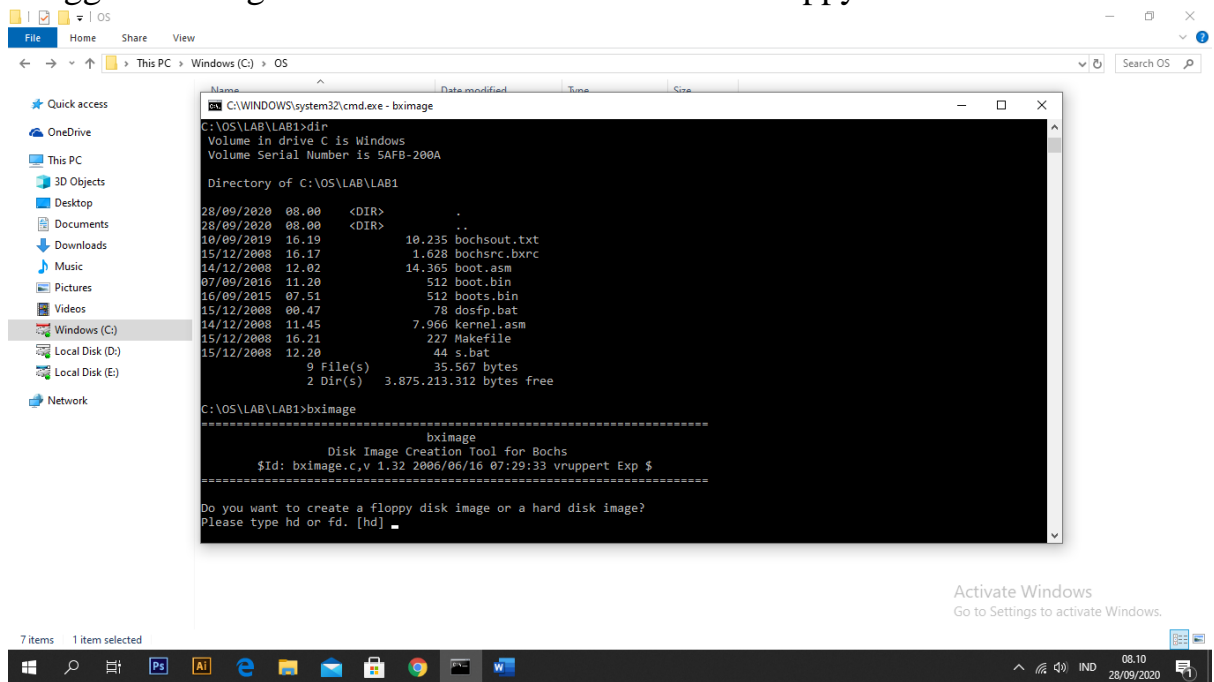 OS
File Home Share View
This PC > Windows (C:) > OS
Search OS
Name Date modified Type Size
Quick access
OneDrive
This PC
3D Objects
Desktop
Documents
Downloads
Music
Pictures
Videos
Windows (C:)
Local Disk (D:)
Local Disk (E:)
Network
C:\WINDOWS\system32\cmd.exe - bximage
C:\OS\LAB\LAB1>dir
Volume in drive C is Windows
Volume Serial Number is 5AFB-200A
Directory of C:\OS\LAB\LAB1
28/09/2020 08.00 <DIR> .
28/09/2020 08.00 <DIR> ..
10/09/2019 16.19 10.235 bochsout.txt
15/12/2008 16.17 1.628 bochsrc.bxrc
14/12/2008 12.02 14.365 boot.asm
07/09/2016 11.20 512 boot.bin
16/09/2015 07.51 512 boots.bin
15/12/2008 00.47 78 dosfp.bat
14/12/2008 11.45 7.966 kernel.asm
15/12/2008 16.21 227 Makefile
15/12/2008 12.20 44 s.bat
9 File(s) 35.567 bytes
2 Dir(s) 3.875.213.312 bytes free
C:\OS\LAB\LAB1>bximage
========================================================================
bximage
Disk Image Creation Tool for Bochs
$Id: bximage.c,v 1.32 2006/06/16 07:29:33 vruppert Exp $
========================================================================
Do you want to create a floppy disk image or a hard disk image?
Please type hd or fd. [hd]
Activate Windows
Go to Settings to activate Windows.
7 items 1 item selected
Ps Ai
IND
08.10
28/09/2020